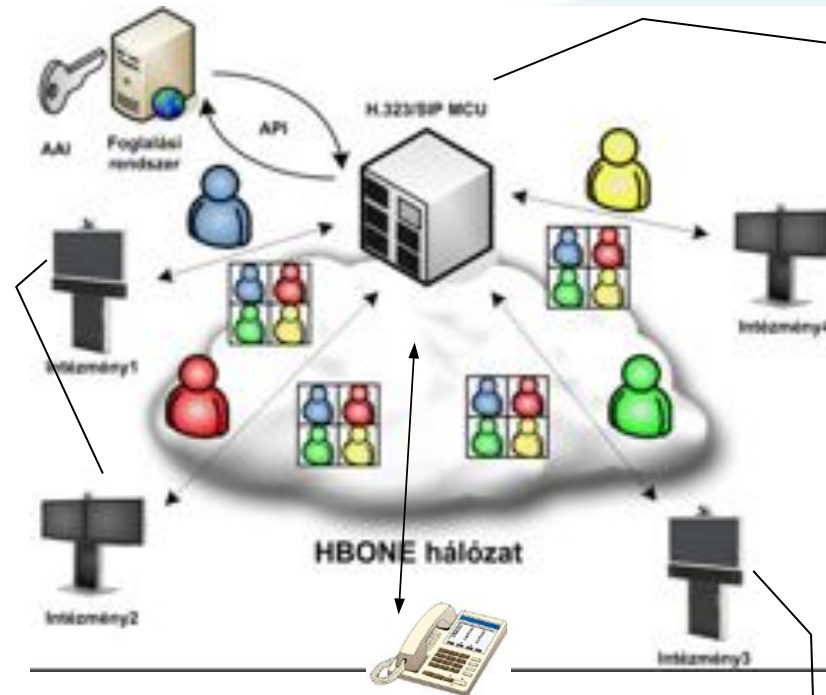 H.323/SIP MCU
API
AAI
Foglalási
rendszer
Intézmény1
Intézmény4
HBONE hálózat
Intézmény2
Intézmény3